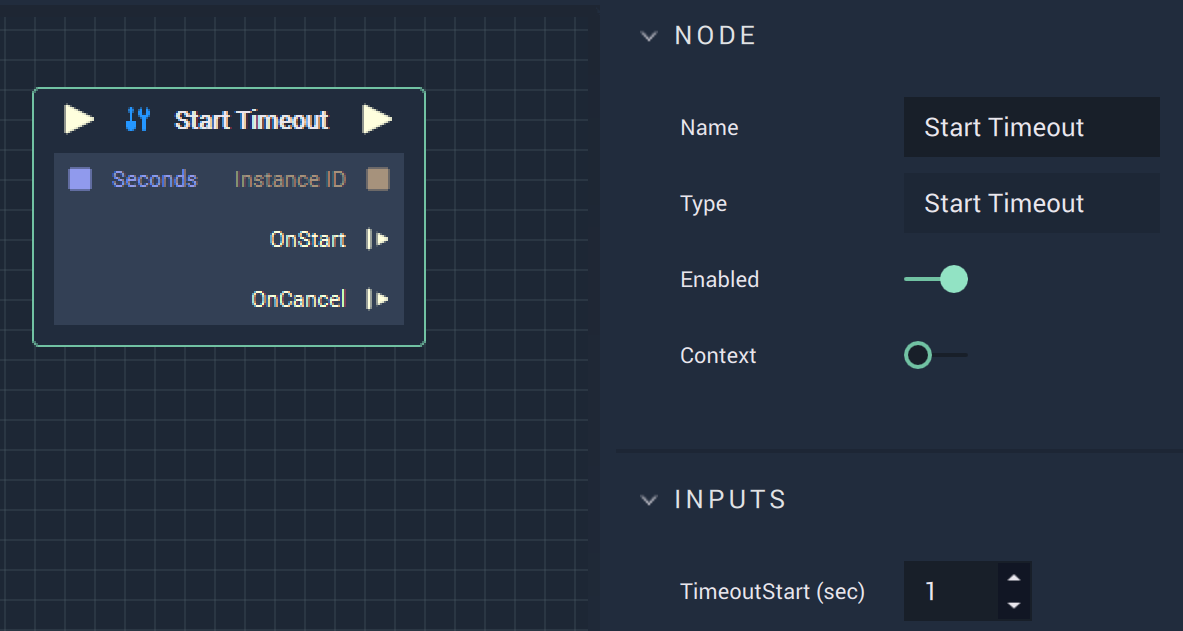 Start Timeout
Seconds Instance ID
OnStart
OnCancel
NODE
Name Start Timeout
Type Start Timeout
Enabled
Context
INPUTS
TimeoutStart (sec) 1